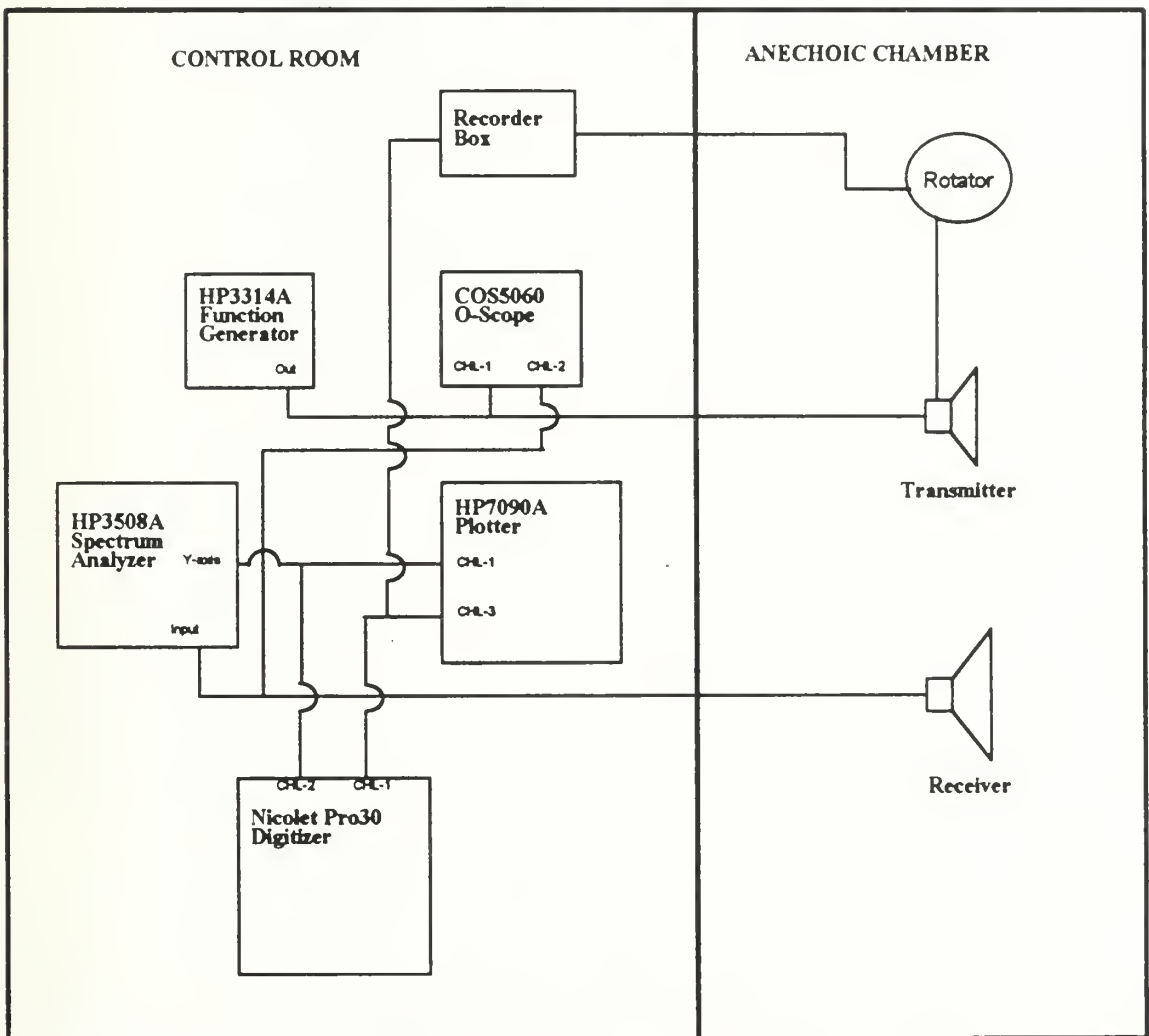 CONTROL ROOM
ANECHOIC CHAMBER
Recorder
Box
Rotator
HP3314A
Function
Generator
Out
COS5060
O-Scope
CHL-1
CHL-2
Transmitter
HP3508A
Spectrum
Analyzer
Y-axis
Input
HP7090A
Plotter
CHL-1
CHL-3
Receiver
CHL-2
CHL-1
Nicolet Pro30
Digitizer